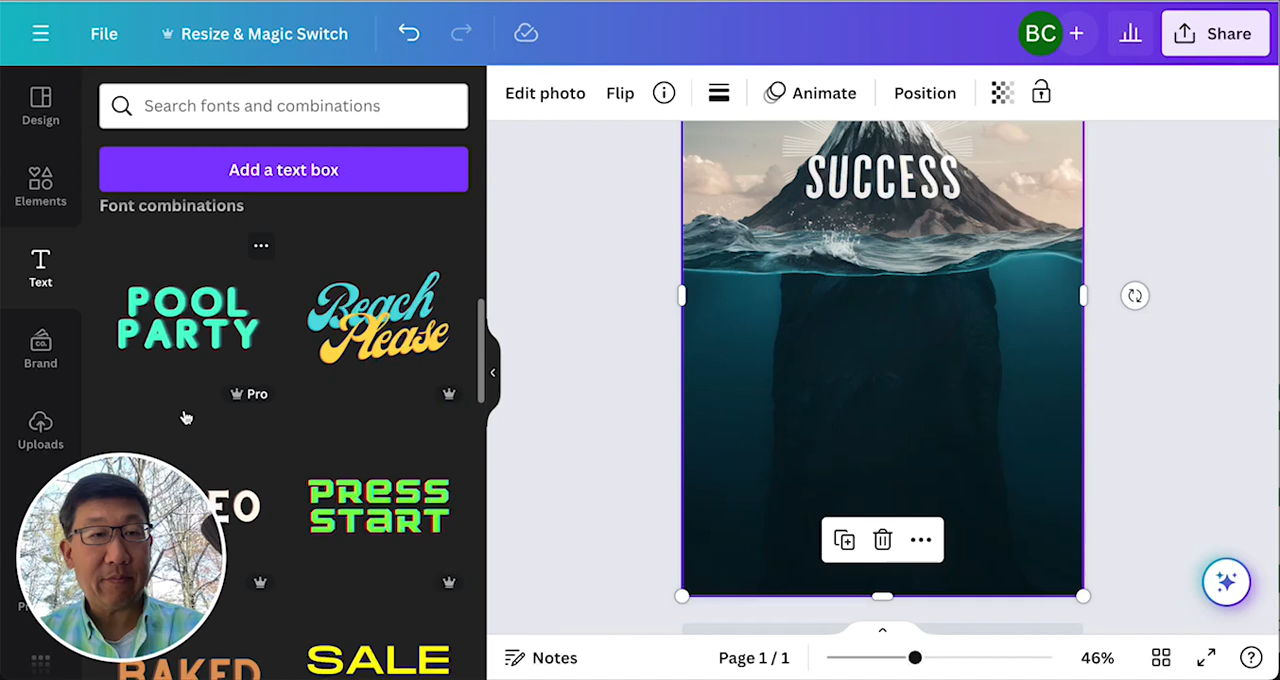 File
Resize & Magic Switch
BC
Share
Design
Elements
Text
Brand
Uploads
Search fonts and combinations
Add a text box
Font combinations
POOL
PARTY
Beach
Please
Pro
EO
PRESS
START
BAKED
SALE
Edit photo
Flip
Animate
Position
SUCCESS
Notes
Page 1 / 1
46%